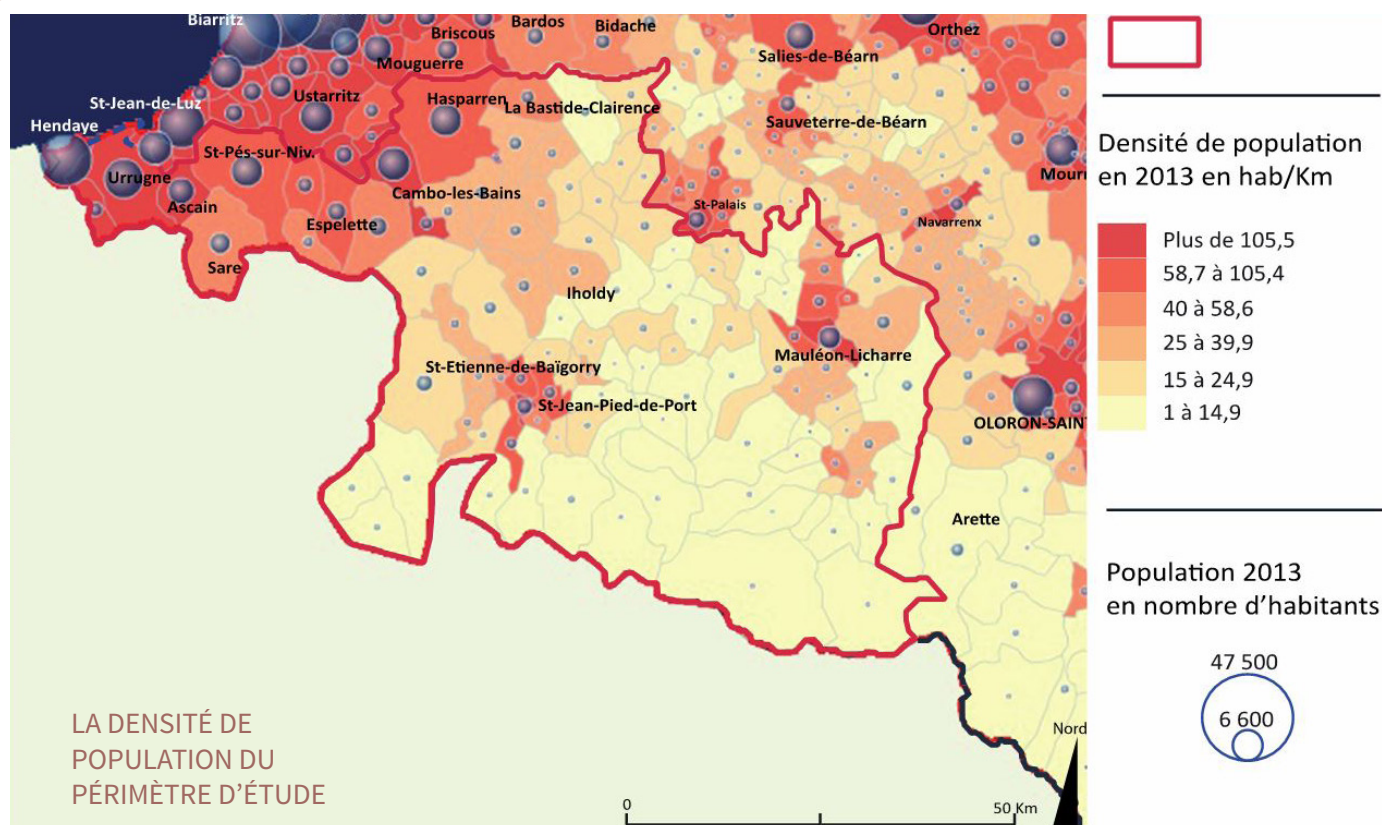 Biarritz
Bardos
Bidache
Briscous
Orthez
Mouguerre
Salies-de-Béarn
St-Jean-de-Luz
Ustarritz
Hasparren
La Bastide-Clairence
Hendaye
Sauveterre-de-Béarn
St-Pés-sur-Niv.
Urrugne
Cambo-les-Bains
Ascain
St-Palais
Espelette
Navarrenx
Sare
Iholdy
Mauléon-Licharre
St-Etienne-de-Baïgorry
St-Jean-Pied-de-Port
OLORON-SAINT
Arette
Nord
LA DENSITÉ DE
POPULATION DU
PÉRIMÈTRE D’ÉTUDE
0
50 Km
Densité de population
en 2013 en hab/Km
Plus de 105,5
58,7 à 105,4
40 à 58,6
25 à 39,9
15 à 24,9
1 à 14,9
Population 2013
en nombre d’habitants
47 500
6 600